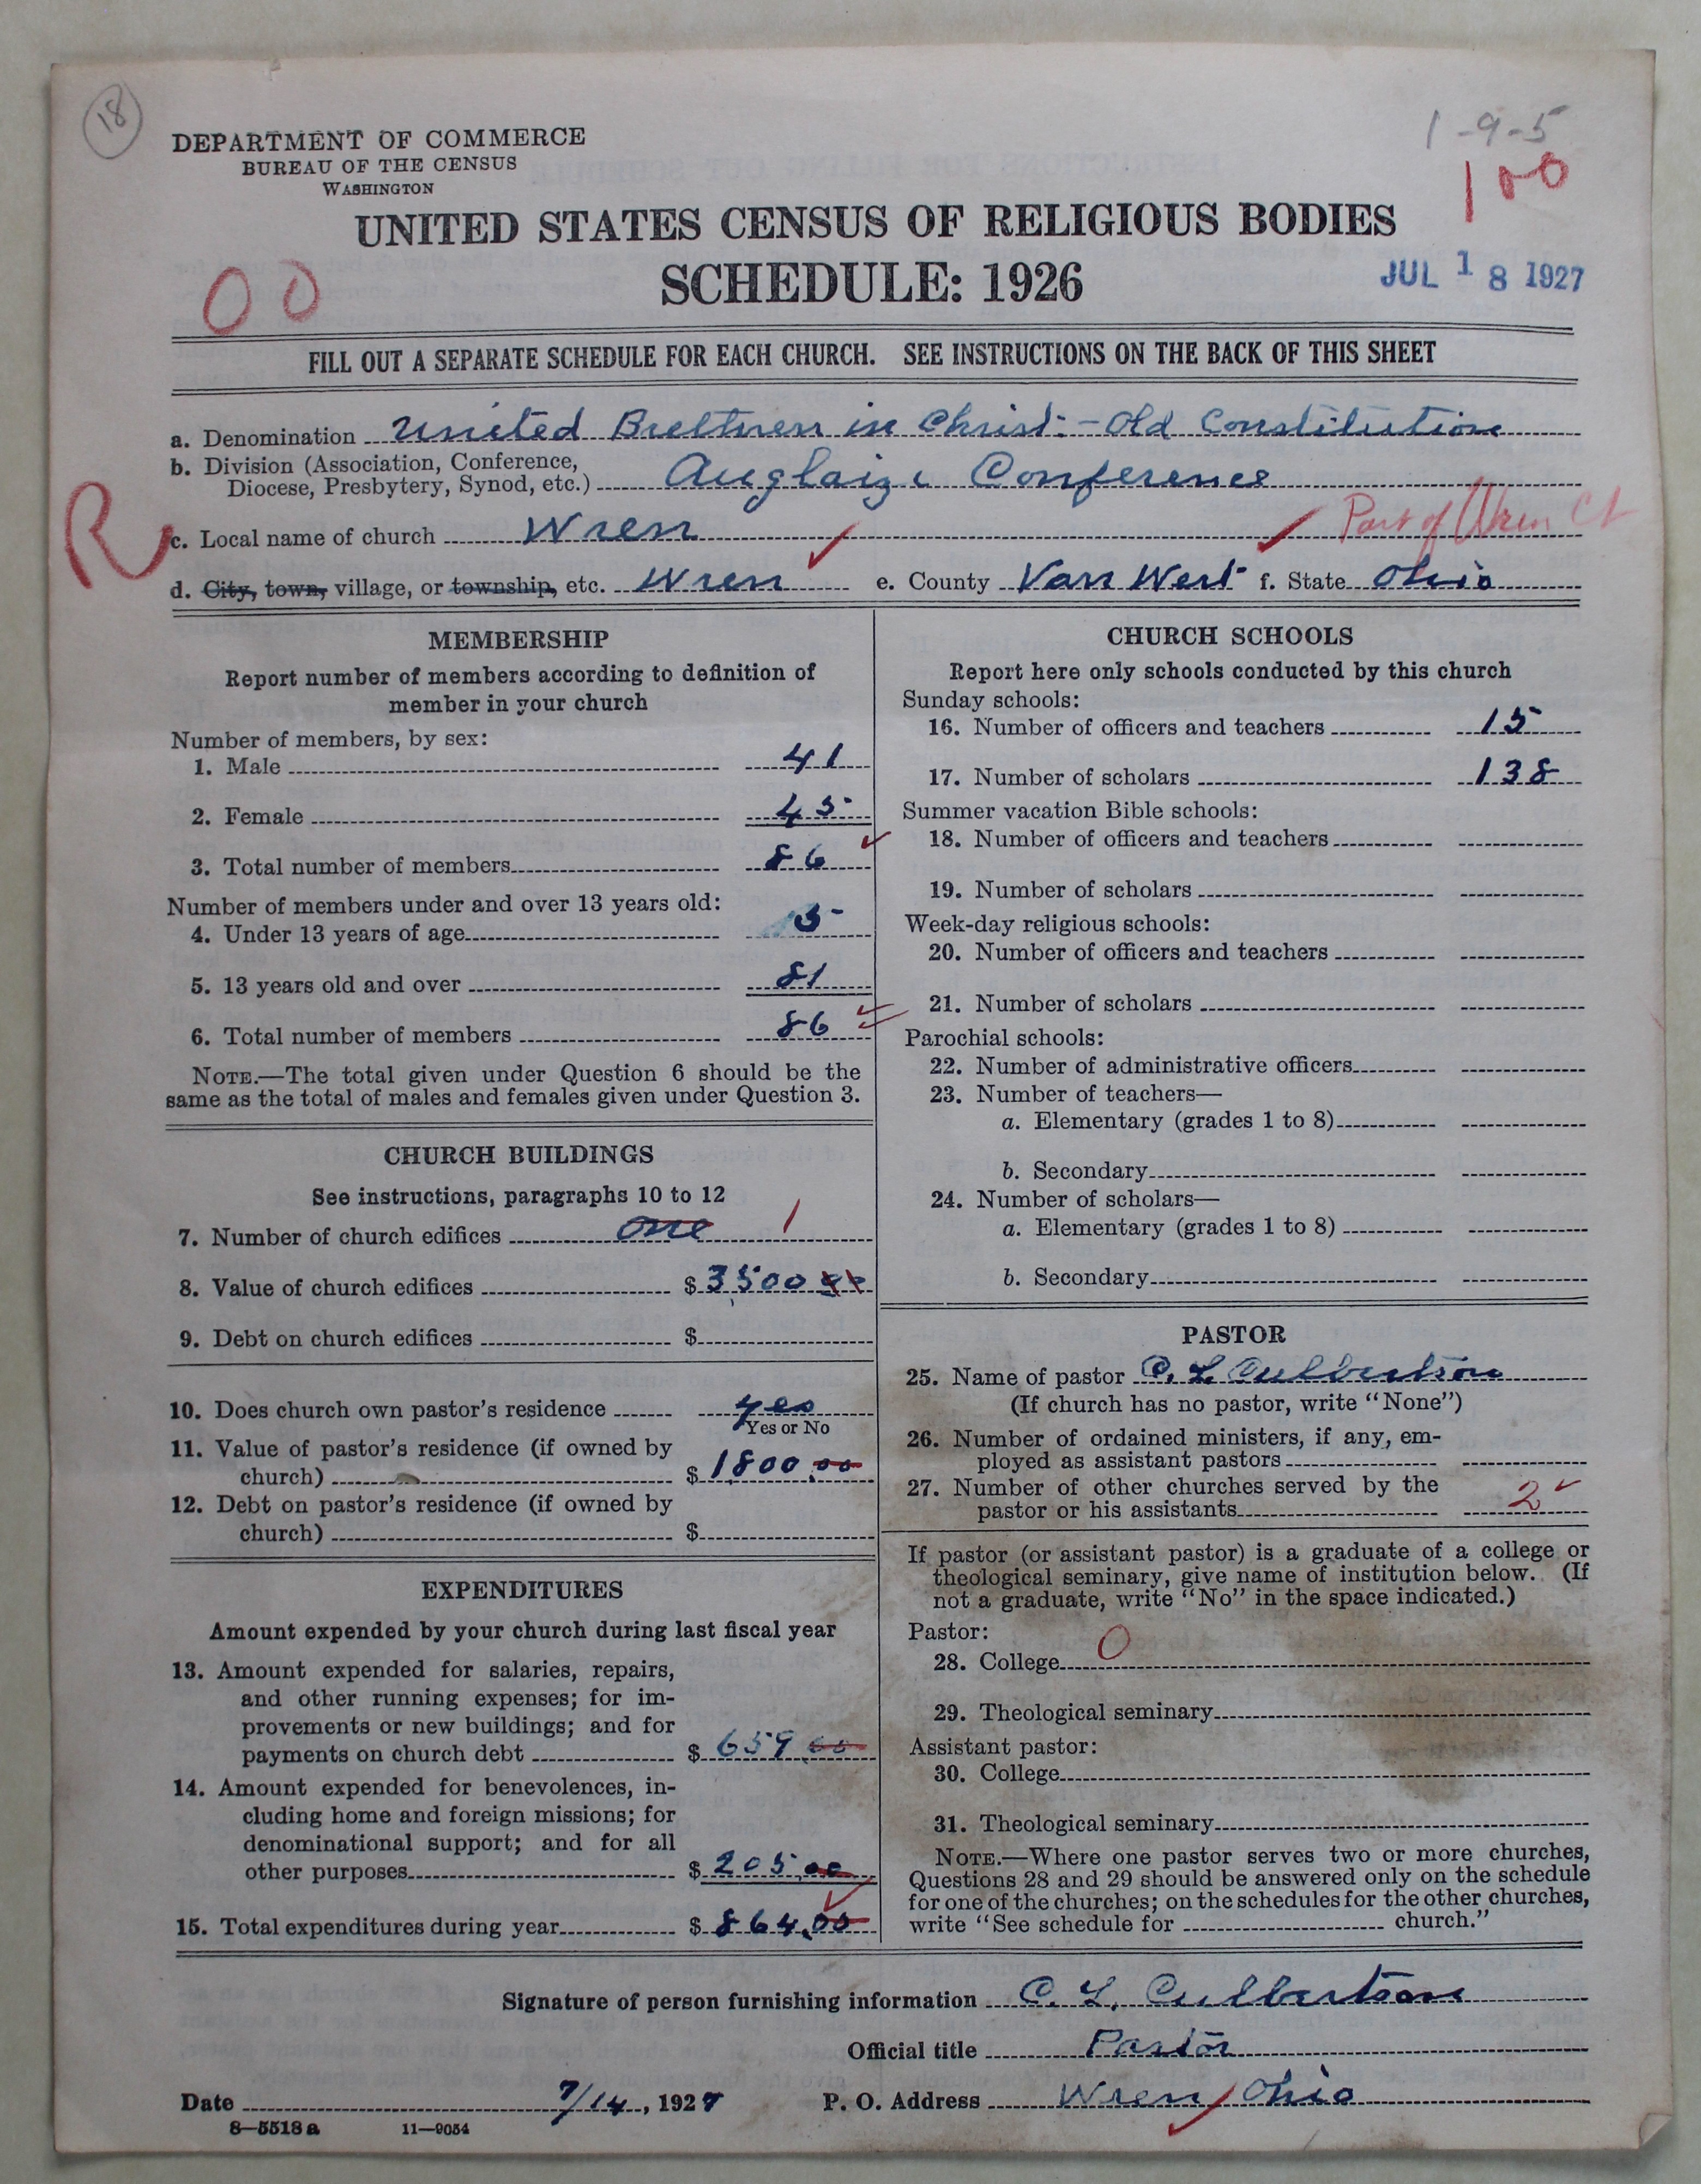 18
DEPARTMENT OF COMMERCE
BUREAU OF THE CENSUS
WASHINGTON
1-9-5
100
UNITED STATES CENSUS OF RELIGIOUS BODIES
SCHEDULE: 1926
00
JUL 18 1927
FILL OUT A SEPARATE SCHEDULE FOR EACH CHURCH. SEE INSTRUCTIONS ON THE BACK OF THIS SHEET
a. Denomination United Brethren in Christ:- Old Constitution
b. Division (Association, Conference,
Diocese, Presbytery, Synod, etc.) Auglaize Conference
R
c. Local name of church Wren Part of Wren Ct
d. City, town, village, or township, etc. Wren e. County Van Wert f. State Ohio
MEMBERSHIP
Report number of members according to definition of
member in your church
Number of members, by sex:
1. Male 41
2. Female 45
3. Total number of members 86
Number of members under and over 13 years old:
4. Under 13 years of age 5
5. 13 years old and over 81
6. Total number of members 86
NOTE.—The total given under Question 6 should be the
same as the total of males and females given under Question 3.
CHURCH BUILDINGS
See instructions, paragraphs 10 to 12
7. Number of church edifices one 1
8. Value of church edifices $ 3500 00
9. Debt on church edifices $
10. Does church own pastor's residence yes
Yes or No
11. Value of pastor's residence (if owned by
church) $ 1800.00
12. Debt on pastor's residence (if owned by
church) $
EXPENDITURES
Amount expended by your church during last fiscal year
13. Amount expended for salaries, repairs,
and other running expenses; for im-
provements or new buildings; and for
payments on church debt $ 659.00
14. Amount expended for benevolences, in-
cluding home and foreign missions; for
denominational support; and for all
other purposes $ 205.00
15. Total expenditures during year $ 864.00
CHURCH SCHOOLS
Report here only schools conducted by this church
Sunday schools:
16. Number of officers and teachers 15
17. Number of scholars 138
Summer vacation Bible schools:
18. Number of officers and teachers
19. Number of scholars
Week-day religious schools:
20. Number of officers and teachers
21. Number of scholars
Parochial schools:
22. Number of administrative officers
23. Number of teachers—
a. Elementary (grades 1 to 8)
b. Secondary
24. Number of scholars—
a. Elementary (grades 1 to 8)
b. Secondary
PASTOR
25. Name of pastor C. L. Culbertson
(If church has no pastor, write "None")
26. Number of ordained ministers, if any, em-
ployed as assistant pastors
27. Number of other churches served by the
pastor or his assistants 2
If pastor (or assistant pastor) is a graduate of a college or
theological seminary, give name of institution below. (If
not a graduate, write "No" in the space indicated.)
Pastor:
28. College 0
29. Theological seminary
Assistant pastor:
30. College
31. Theological seminary
NOTE.—Where one pastor serves two or more churches,
Questions 28 and 29 should be answered only on the schedule
for one of the churches; on the schedules for the other churches,
write "See schedule for church."
Signature of person furnishing information C. L. Culbertson
Official title Pastor
Date 7/14, 1927 P. O. Address Wren, Ohio
8—5518 a 11—9054